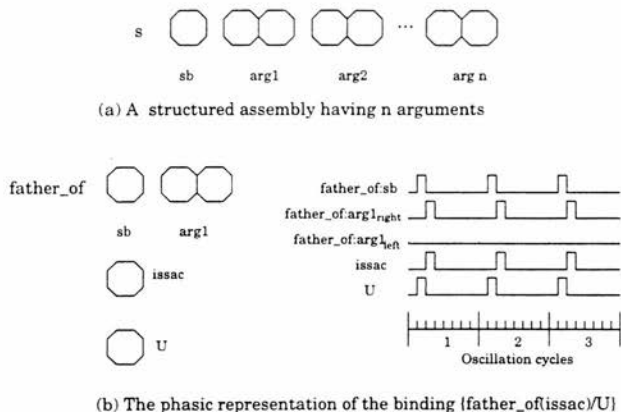 s
...
sb arg1 arg2 arg n
(a) A structured assembly having n arguments
father_of
sb arg1
issac
U
father_of:sb
father_of:arg1right
father_of:arg1left
issac
U
1 2 3
Oscillation cycles
(b) The phasic representation of the binding {father_of(issac)/U}